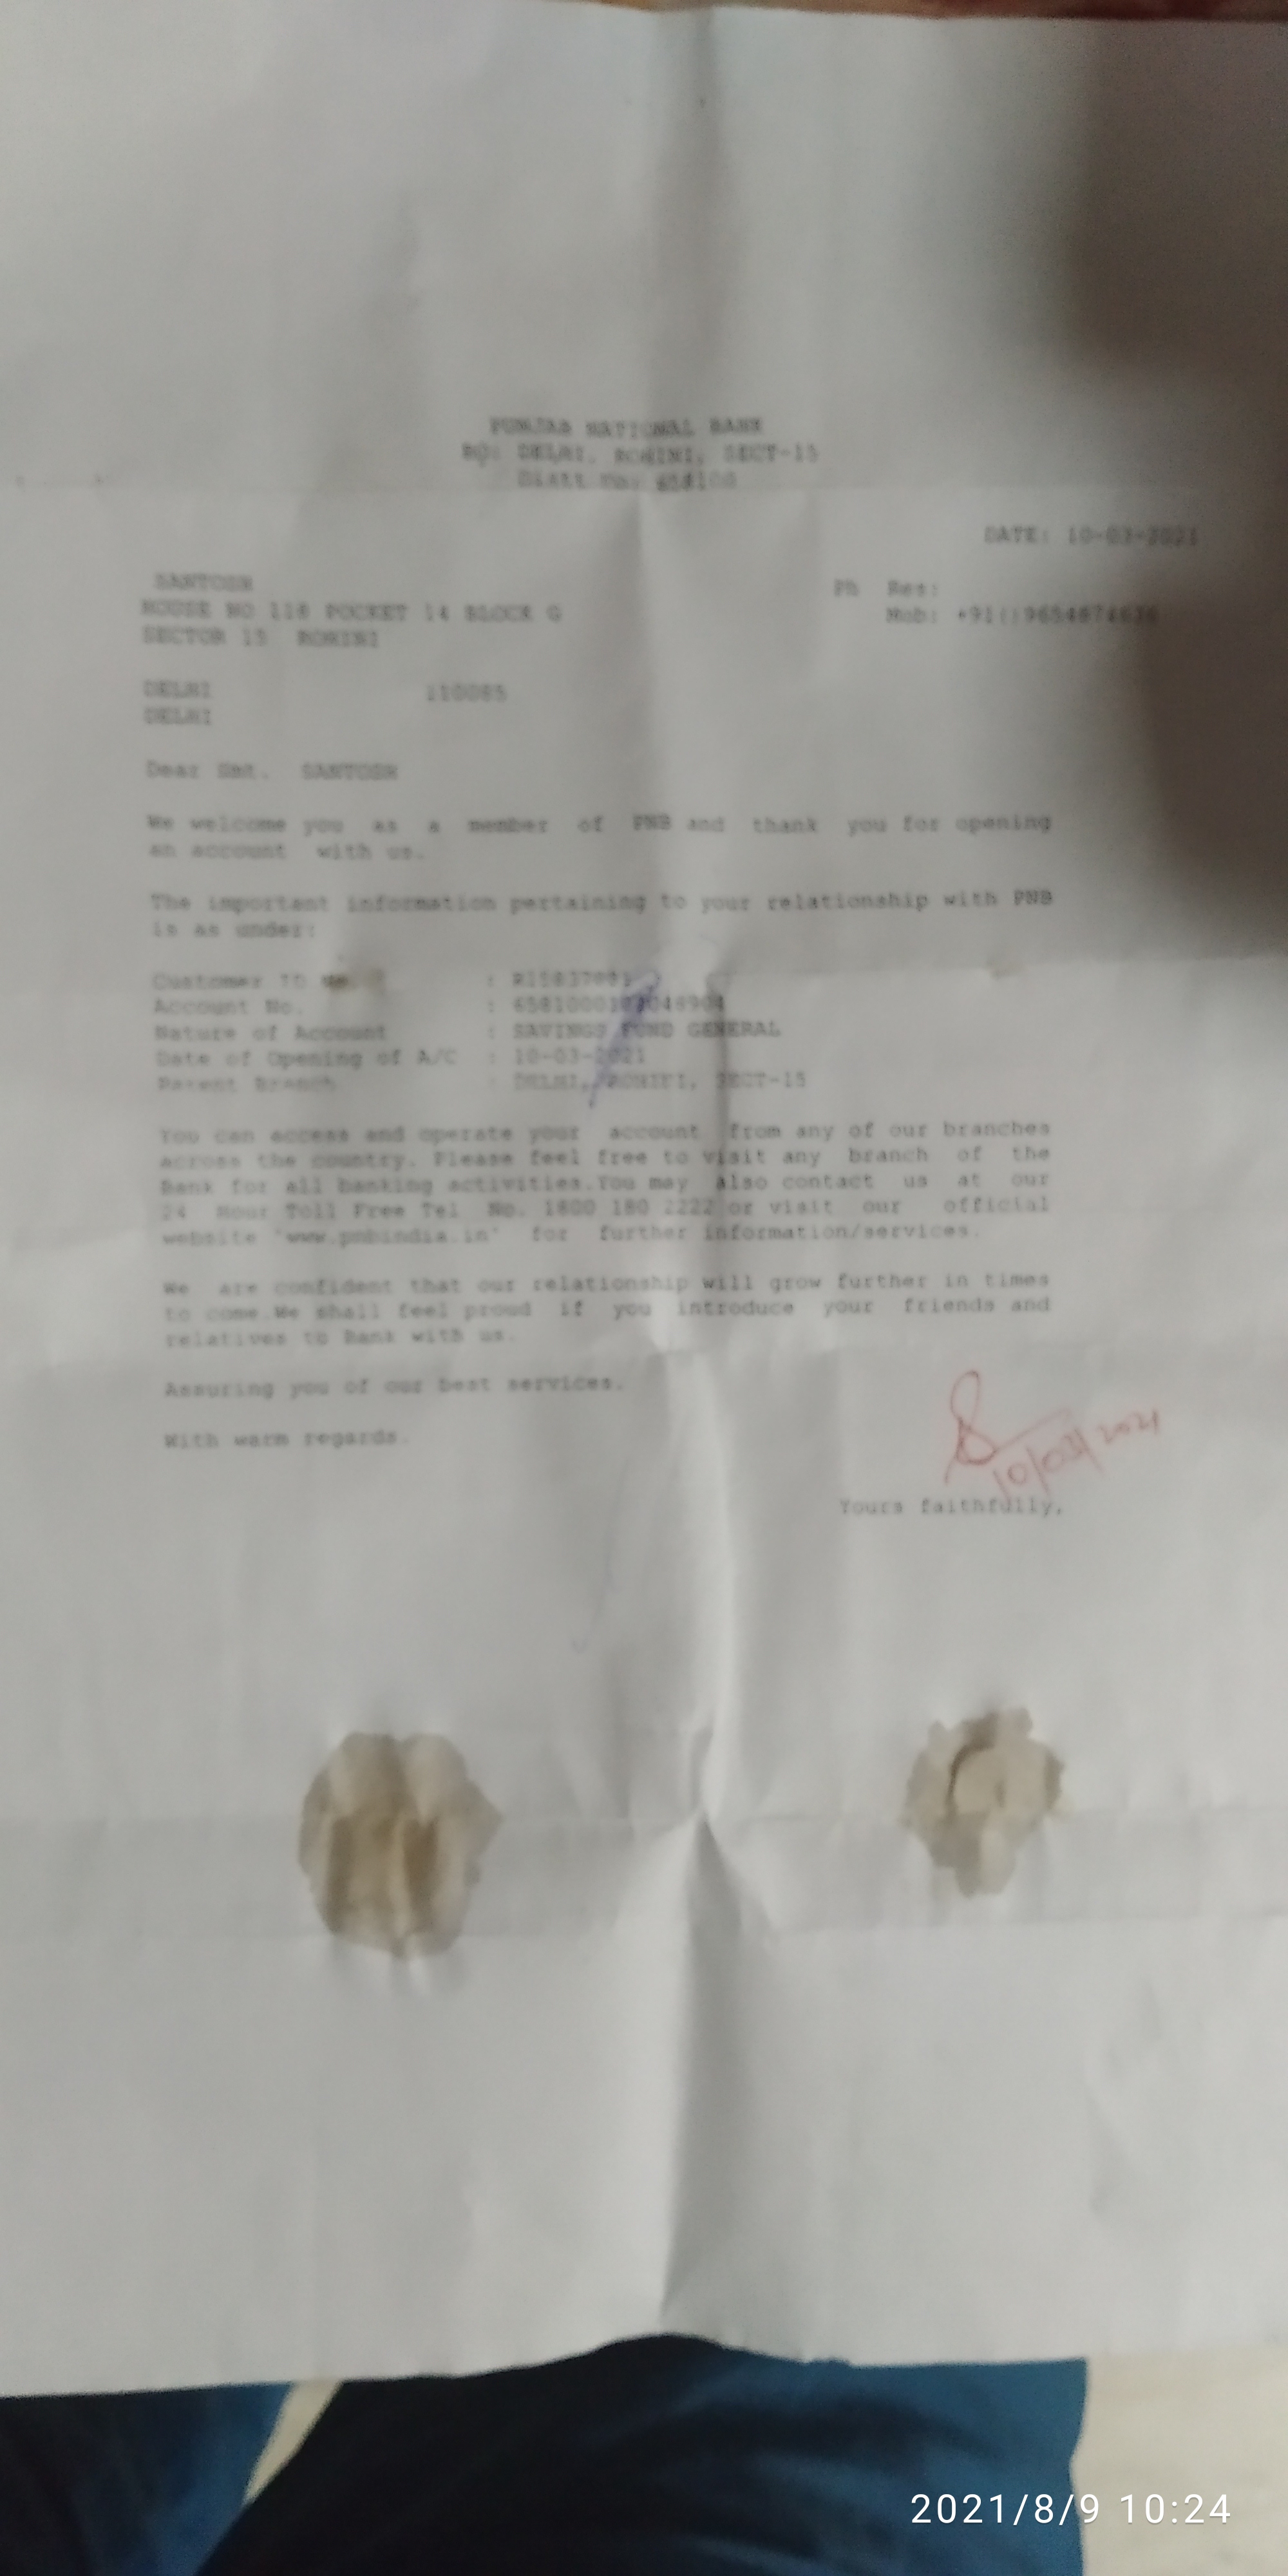 PUNJAB NATIONAL BANK
BO: DELHI, ROHINI, SECT-15
DATE: 10-03-2021
SANTOSH
Ph Res:
HOUSE NO 118 POCKET 14 BLOCK G
Mob:
SECTOR 15 ROHINI
DELHI 110085
DELHI
Dear Smt. SANTOSH
We welcome you as a member of PNB and thank you for opening
an account with us.
The important information pertaining to your relationship with PNB
is as under:
Customer ID No. :
Account No. :
Nature of Account : SAVINGS FUND GENERAL
Date of Opening of A/C : 10-03-2021
Parent Branch : DELHI, ROHINI, SECT-15
You can access and operate your account from any of our branches
across the country. Please feel free to visit any branch of the
Bank for all banking activities.You may also contact us at our
24 Hour Toll Free Tel No. 1800 180 2222 or visit our official
website 'www.pnbindia.in' for further information/services.
We are confident that our relationship will grow further in times
to come.We shall feel proud if you introduce your friends and
relatives to Bank with us.
Assuring you of our best services.
With warm regards.
10/03/2021
Yours faithfully,
2021/8/9 10:24